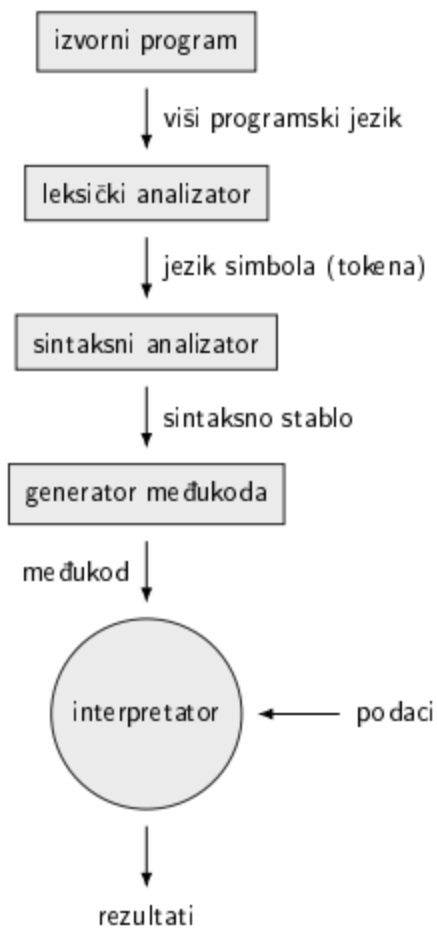 izvorni program
viši programski jezik
leksički analizator
jezik simbola (tokena)
sintaksni analizator
sintaksno stablo
generator međukoda
međukod
interpretator
podaci
rezultati